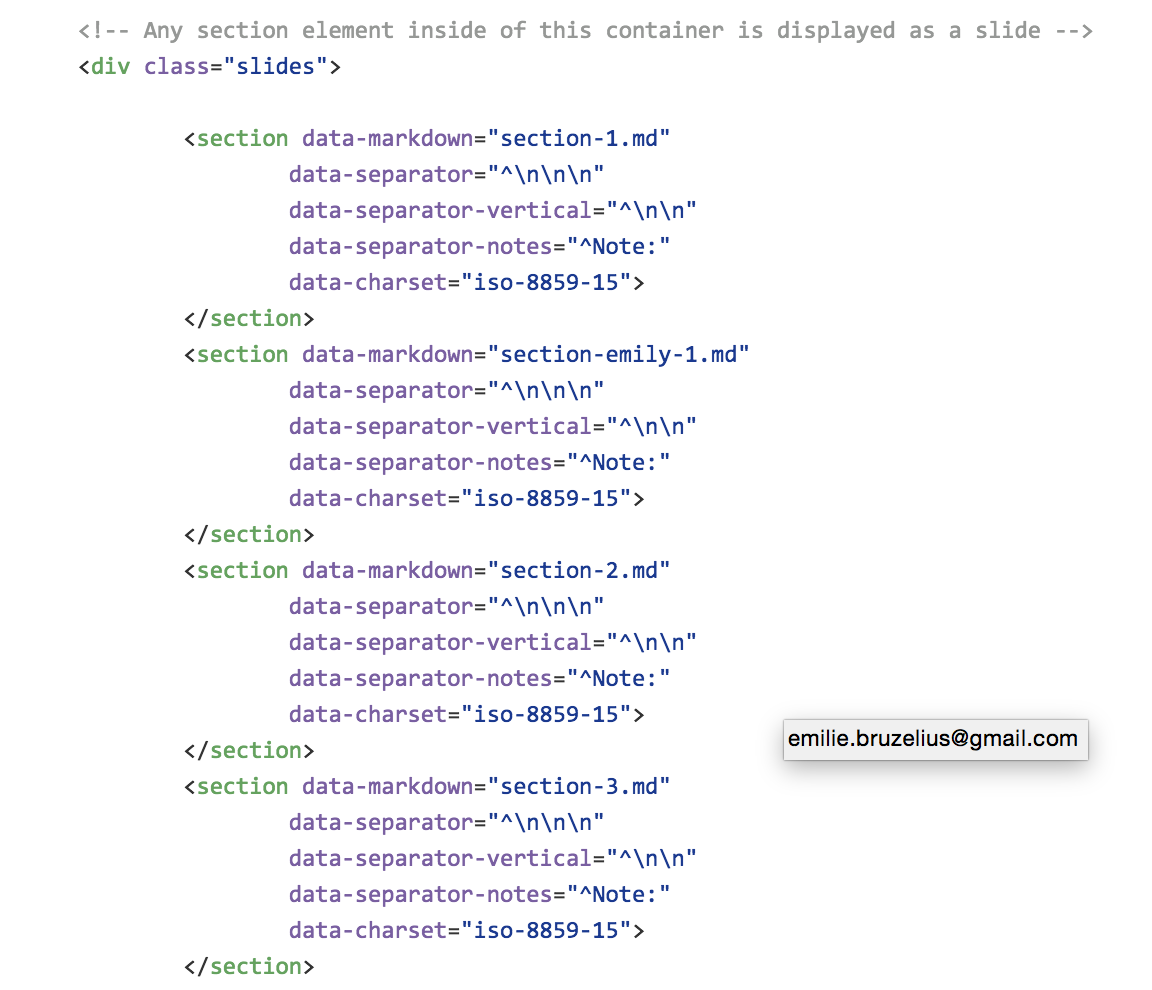 <!-- Any section element inside of this container is displayed as a slide -->
<div class="slides">
<section data-markdown="section-1.md"
data-separator="^\n\n\n"
data-separator-vertical="^\n\n"
data-separator-notes="^Note:"
data-charset="iso-8859-15">
</section>
<section data-markdown="section-emily-1.md"
data-separator="^\n\n\n"
data-separator-vertical="^\n\n"
data-separator-notes="^Note:"
data-charset="iso-8859-15">
</section>
<section data-markdown="section-2.md"
data-separator="^\n\n\n"
data-separator-vertical="^\n\n"
data-separator-notes="^Note:"
data-charset="iso-8859-15">
emilie.bruzelius@gmail.com
</section>
<section data-markdown="section-3.md"
data-separator="^\n\n\n"
data-separator-vertical="^\n\n"
data-separator-notes="^Note:"
data-charset="iso-8859-15">
</section>